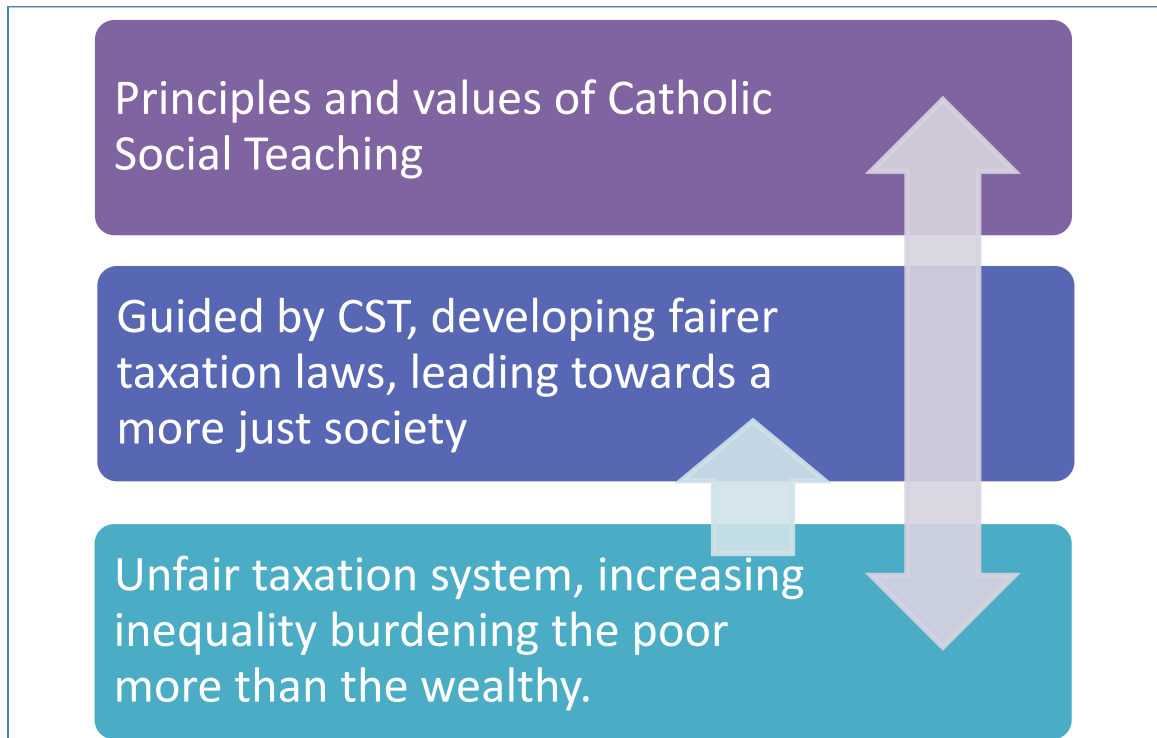 Principles and values of Catholic
Social Teaching
Guided by CST, developing fairer
taxation laws, leading towards a
more just society
Unfair taxation system, increasing
inequality burdening the poor
more than the wealthy.